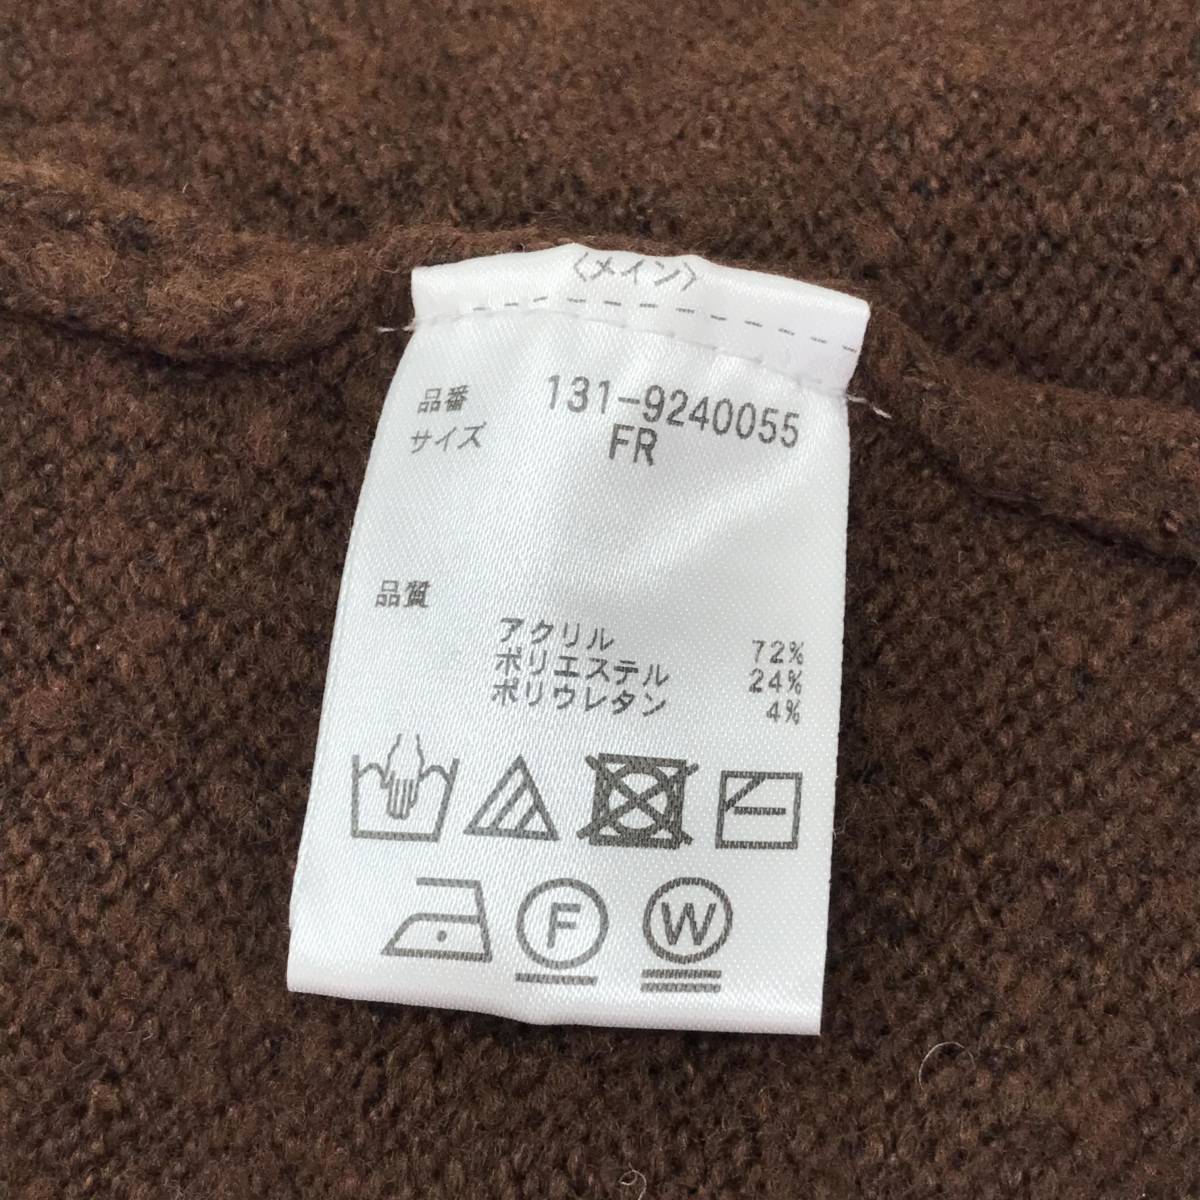 〈メイン〉
品番 131-9240055
サイズ FR
品質
アクリル 72%
ポリエステル 24%
ポリウレタン 4%
F W